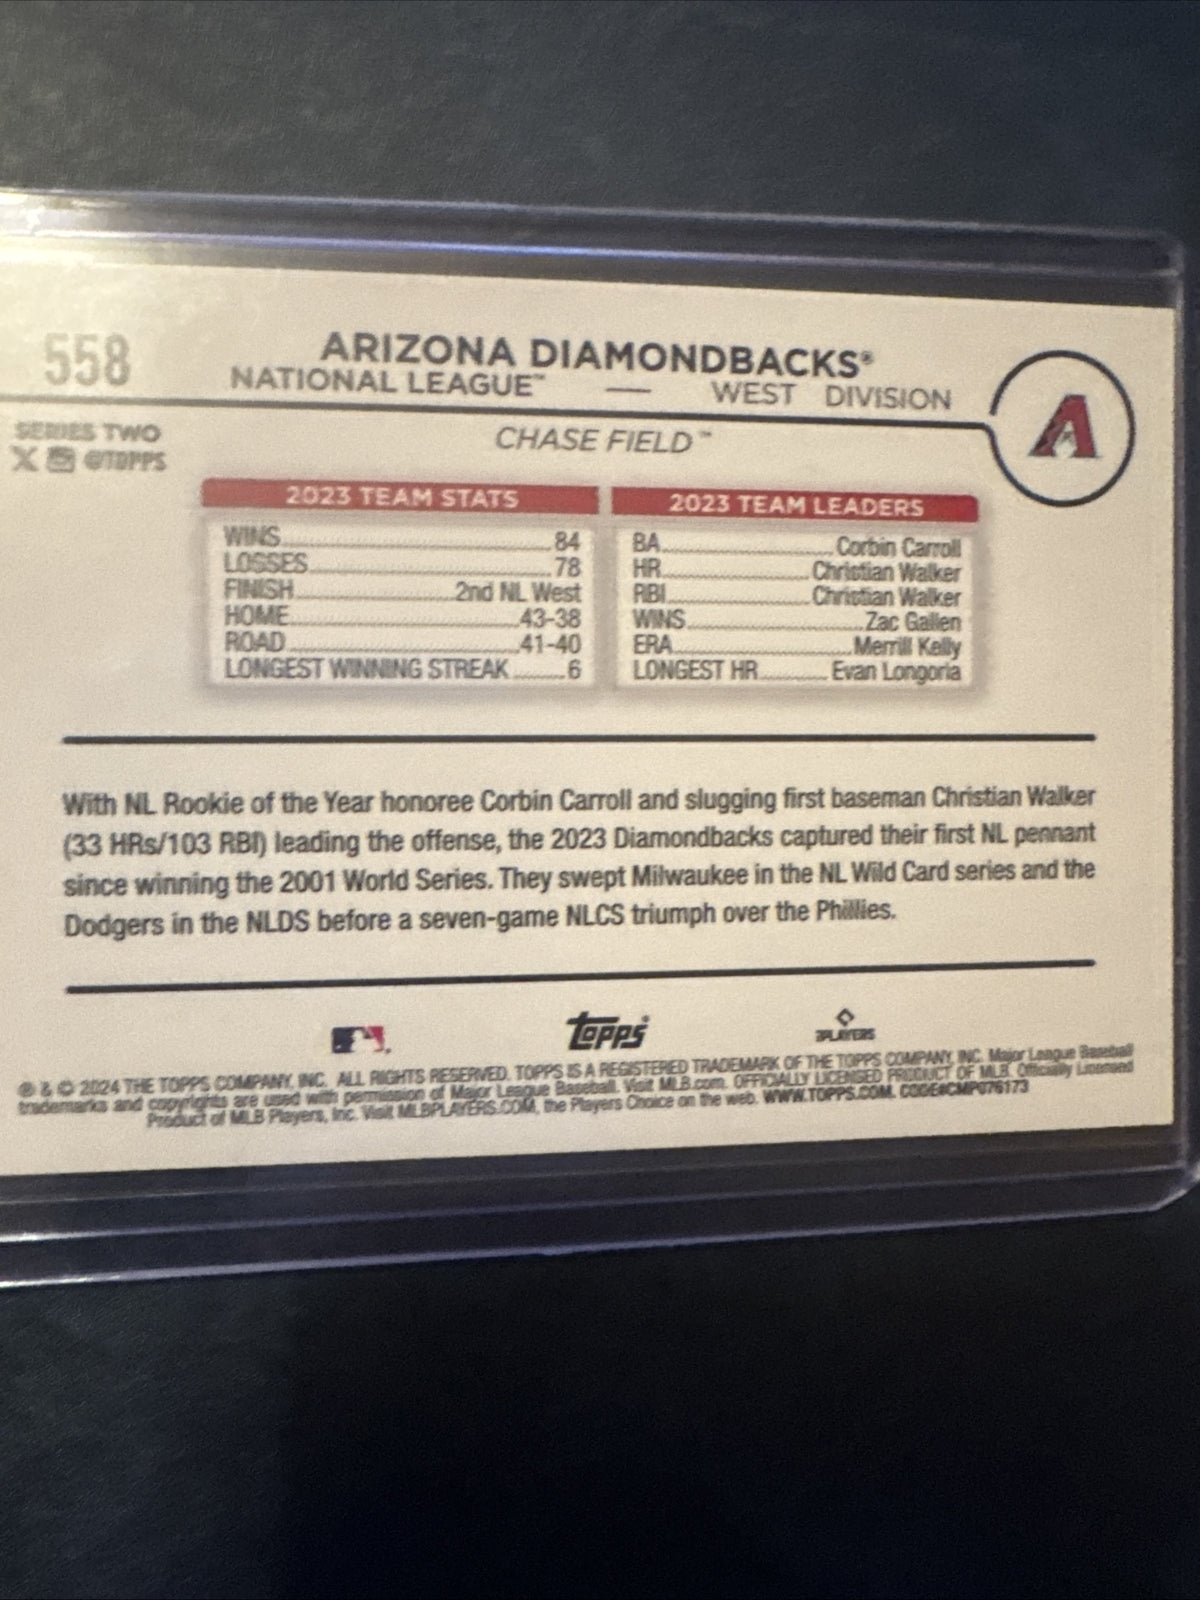 558
ARIZONA DIAMONDBACKS®
NATIONAL LEAGUE™ — WEST DIVISION
SERIES TWO
@TOPPS
CHASE FIELD™
A
2023 TEAM STATS
WINS 84
LOSSES 78
FINISH 2nd NL West
HOME 43-38
ROAD 41-40
LONGEST WINNING STREAK 6
2023 TEAM LEADERS
BA Corbin Carroll
HR Christian Walker
RBI Christian Walker
WINS Zac Gallen
ERA Merrill Kelly
LONGEST HR Evan Longoria
With NL Rookie of the Year honoree Corbin Carroll and slugging first baseman Christian Walker
(33 HRs/103 RBI) leading the offense, the 2023 Diamondbacks captured their first NL pennant
since winning the 2001 World Series. They swept Milwaukee in the NL Wild Card series and the
Dodgers in the NLDS before a seven-game NLCS triumph over the Phillies.
Topps®
PLAYERS
® & © 2024 THE TOPPS COMPANY, INC. ALL RIGHTS RESERVED. TOPPS IS A REGISTERED TRADEMARK OF THE TOPPS COMPANY, INC. Major League Baseball
trademarks and copyrights are used with permission of Major League Baseball. Visit MLB.com. OFFICIALLY LICENSED PRODUCT OF MLB. Officially Licensed
Product of MLB Players, Inc. Visit MLBPLAYERS.COM, the Players Choice on the web. WWW.TOPPS.COM. CODE#CMP076173